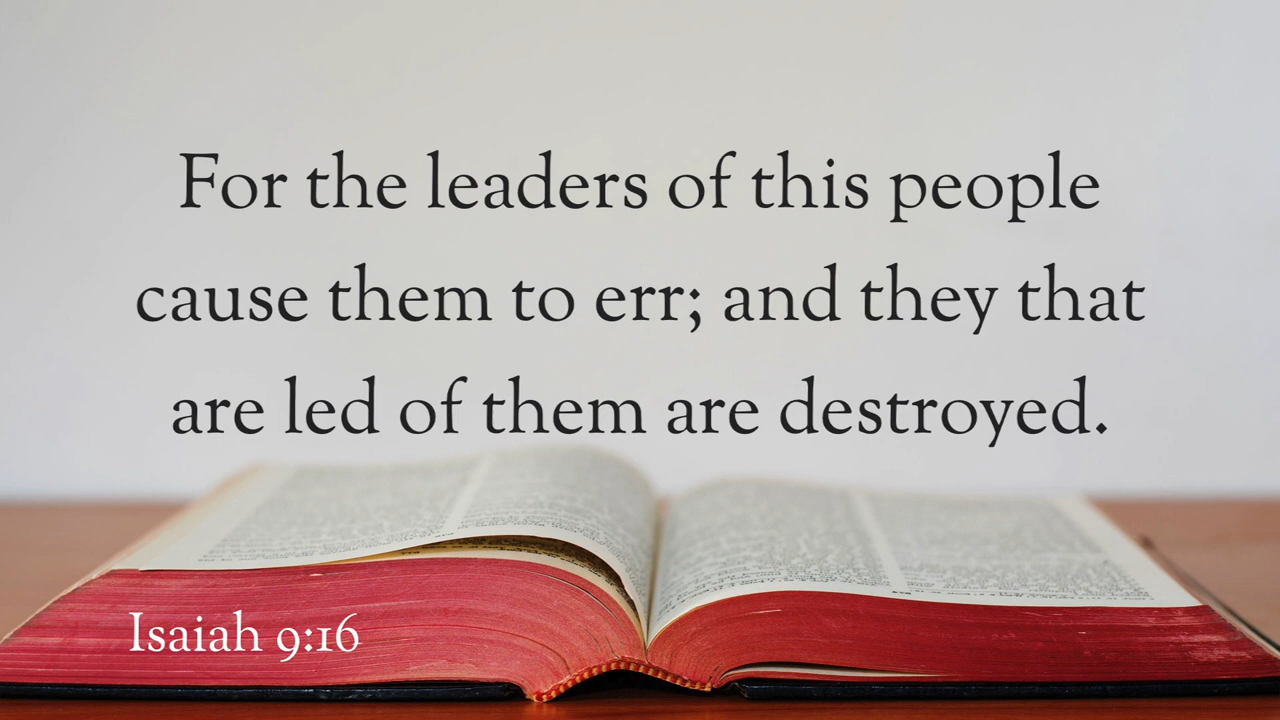 For the leaders of this people
cause them to err; and they that
are led of them are destroyed.
Isaiah 9:16